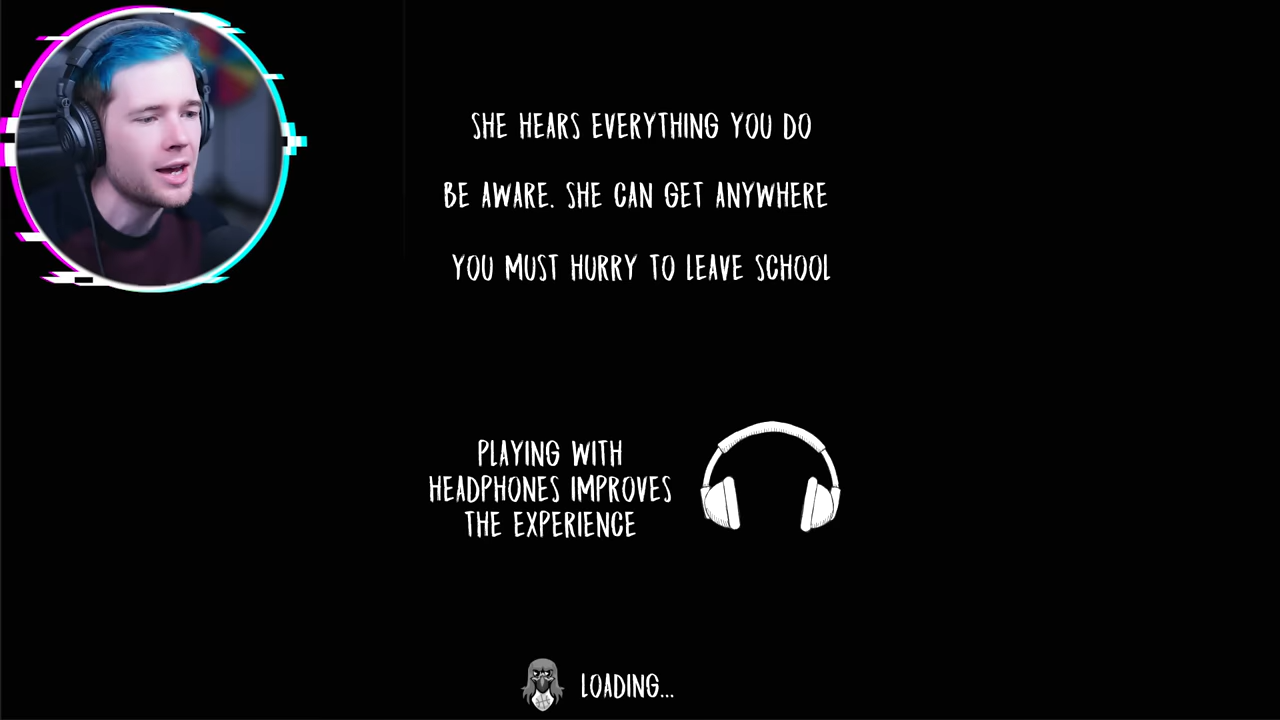 SHE HEARS EVERYTHING YOU DO
BE AWARE. SHE CAN GET ANYWHERE
YOU MUST HURRY TO LEAVE SCHOOL
PLAYING WITH
HEADPHONES IMPROVES
THE EXPERIENCE
LOADING...